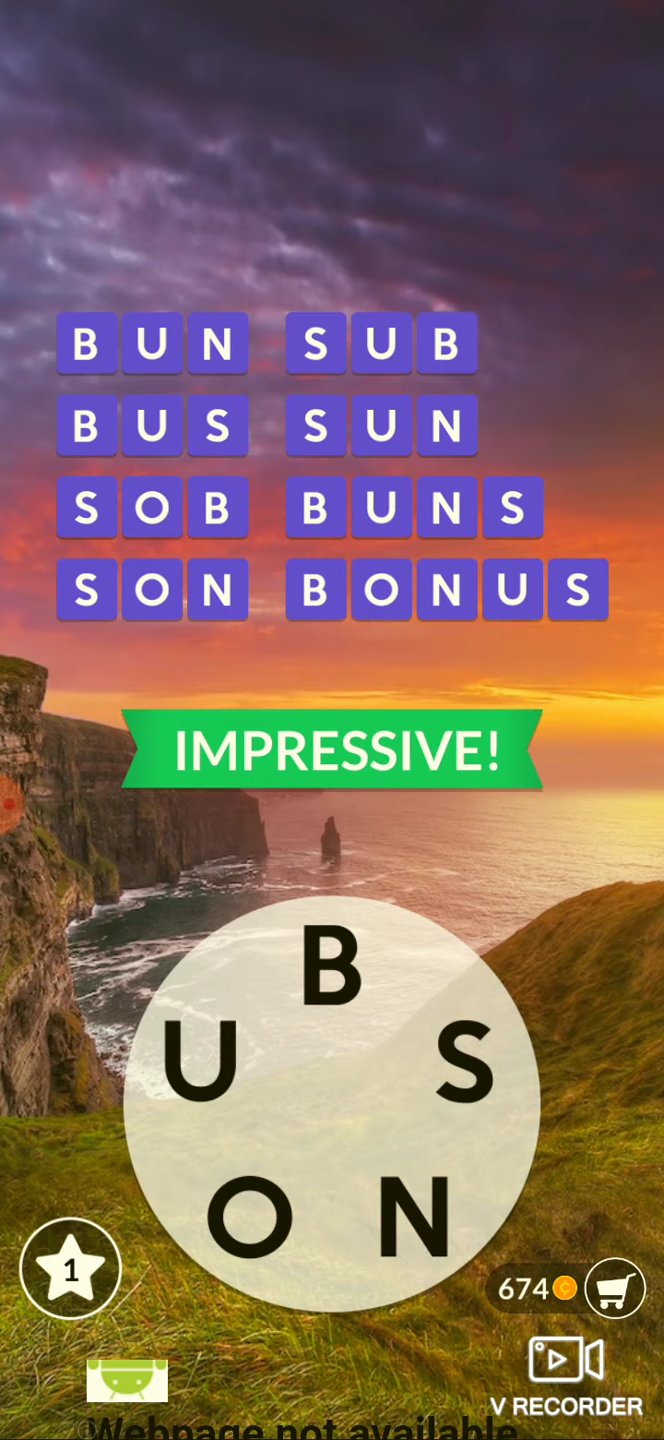 BUN SUB
BUS SUN
SOB BUNS
SON BONUS
IMPRESSIVE!
B
U S
O N
1
674
V RECORDER
Webpage not available